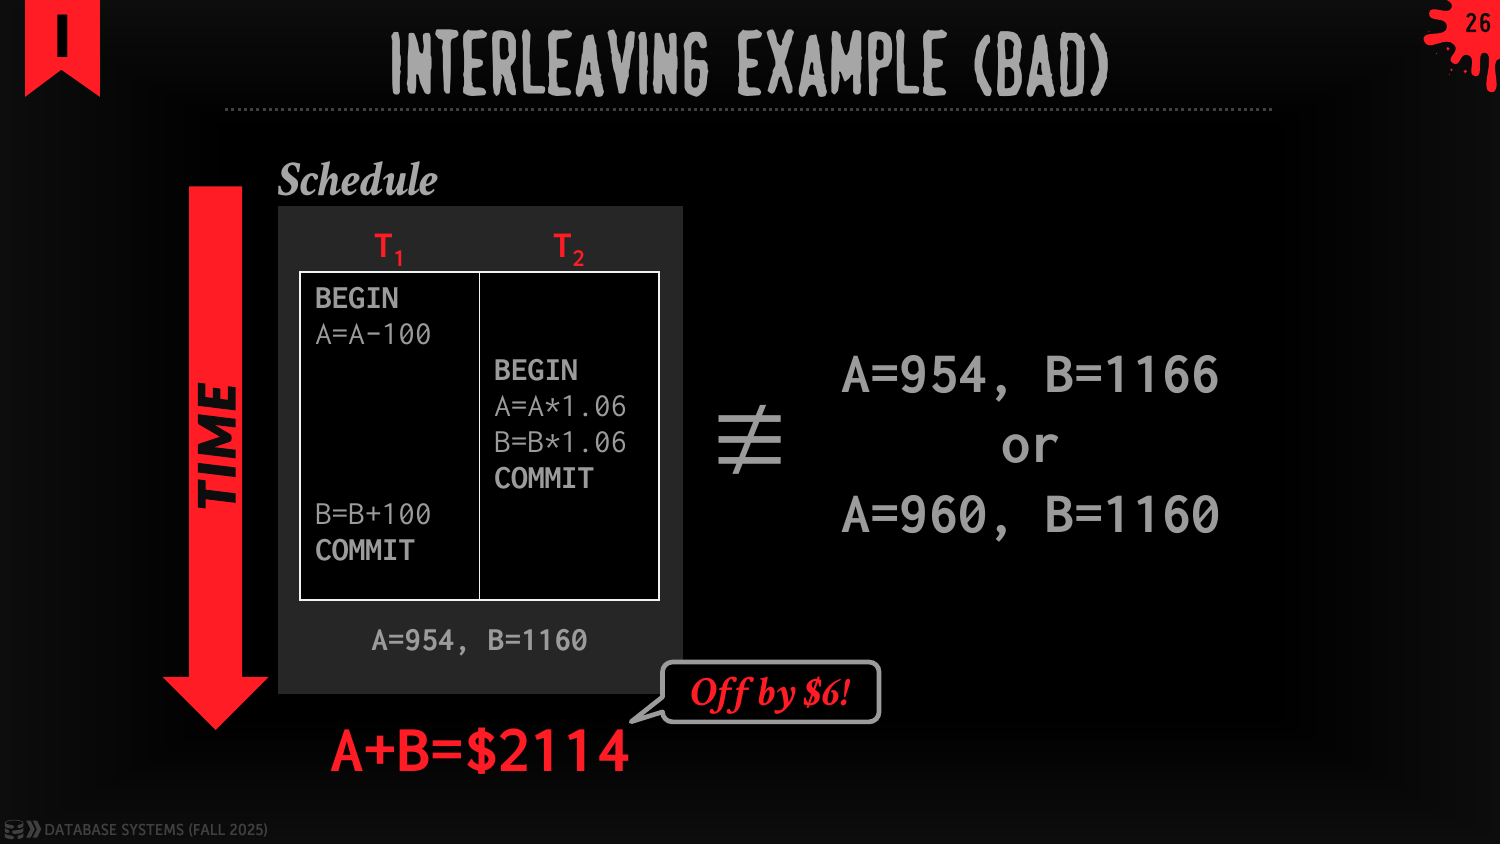 I
26
INTERLEAVING EXAMPLE (BAD)
Schedule
TIME
T1 T2
BEGIN
A=A-100
BEGIN
A=A*1.06
B=B*1.06
COMMIT
B=B+100
COMMIT
A=954, B=1160
≢
A=954, B=1166
or
A=960, B=1160
Off by $6!
A+B=$2114
DATABASE SYSTEMS (FALL 2025)